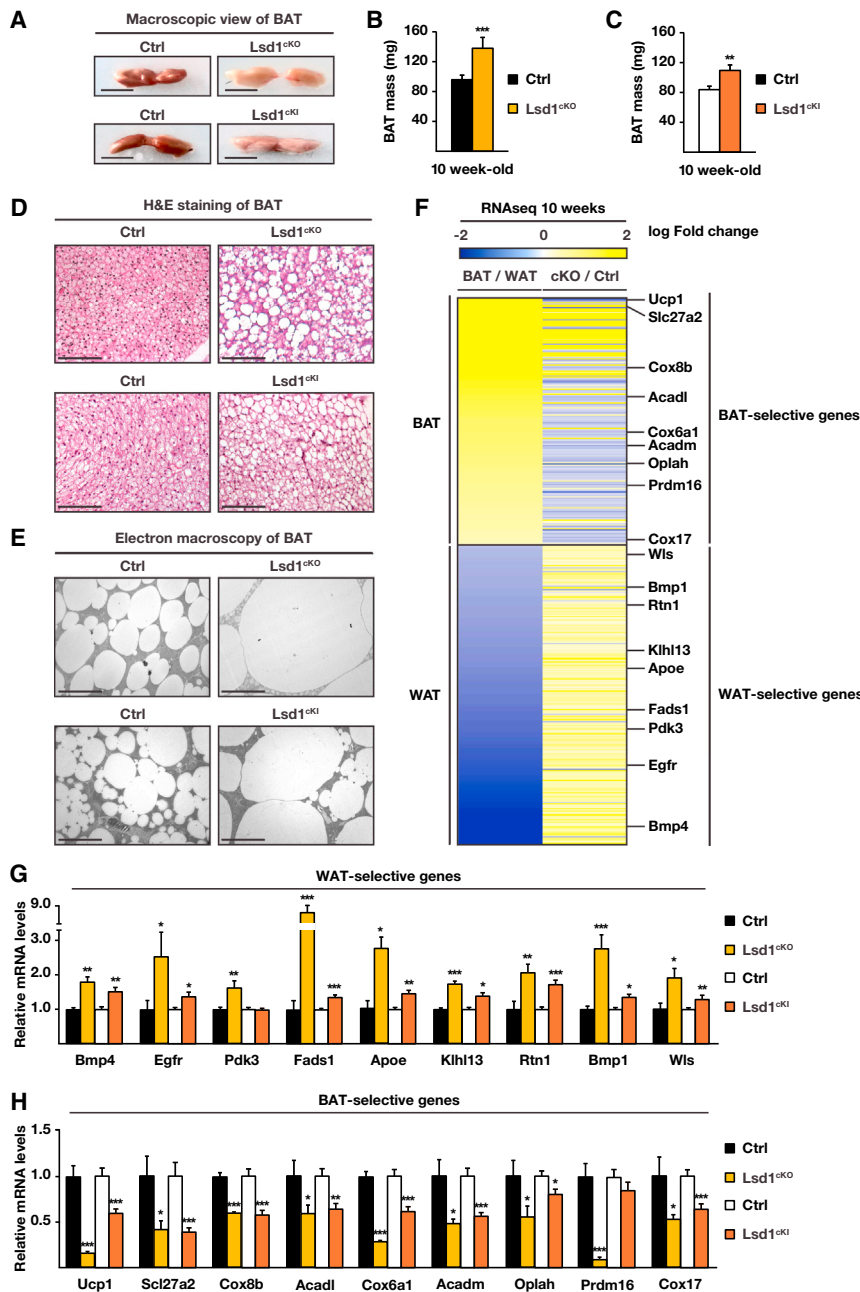 A
Macroscopic view of BAT
Ctrl Lsd1cKO
Ctrl Lsd1cKI
B
BAT mass (mg)
160
120
80
40
***
10 week-old
Ctrl
Lsd1cKO
C
BAT mass (mg)
160
120
80
40
**
10 week-old
Ctrl
Lsd1cKI
D
H&E staining of BAT
Ctrl Lsd1cKO
Ctrl Lsd1cKI
E
Electron macroscopy of BAT
Ctrl Lsd1cKO
Ctrl Lsd1cKI
F
RNAseq 10 weeks
-2 0 2 log Fold change
BAT / WAT cKO / Ctrl
BAT
WAT
Ucp1
Slc27a2
Cox8b
Acadl
Cox6a1
Acadm
Oplah
Prdm16
Cox17
Wls
Bmp1
Rtn1
Klhl13
Apoe
Fads1
Pdk3
Egfr
Bmp4
BAT-selective genes
WAT-selective genes
G
WAT-selective genes
Relative mRNA levels
9.0
3.0
2.0
1.0
** ** * * ** *** *** * ** *** * ** *** *** * * **
Bmp4 Egfr Pdk3 Fads1 Apoe Klhl13 Rtn1 Bmp1 Wls
Ctrl
Lsd1cKO
Ctrl
Lsd1cKI
H
BAT-selective genes
Relative mRNA levels
1.5
1.0
0.5
*** *** * *** *** *** * ** *** *** * *** * * *** * ***
Ucp1 Scl27a2 Cox8b Acadl Cox6a1 Acadm Oplah Prdm16 Cox17
Ctrl
Lsd1cKO
Ctrl
Lsd1cKI